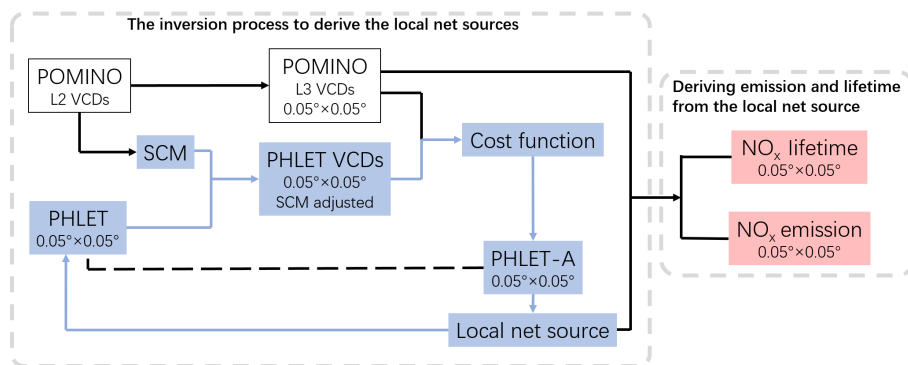 The inversion process to derive the local net sources
POMINO
L2 VCDs
POMINO
L3 VCDs
0.05°×0.05°
SCM
PHLET VCDs
0.05°×0.05°
SCM adjusted
Cost function
PHLET
0.05°×0.05°
PHLET-A
0.05°×0.05°
Local net source
Deriving emission and lifetime
from the local net source
NOx lifetime
0.05°×0.05°
NOx emission
0.05°×0.05°